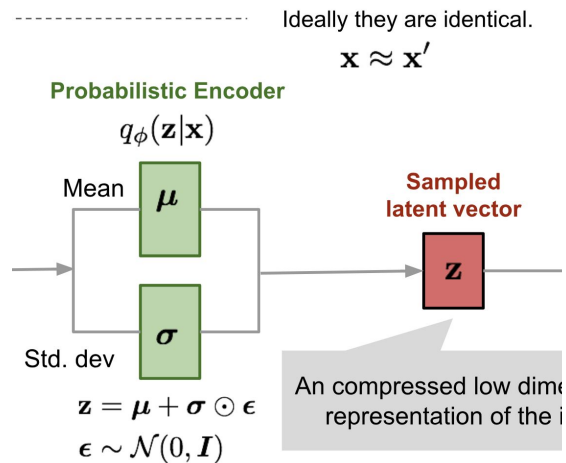 Ideally they are identical.
x ≈ x′
Probabilistic Encoder
qϕ(z|x)
Mean
μ
Sampled
latent vector
z
σ
Std. dev
An compressed low dime
representation of the i
z = μ + σ ⊙ ϵ
ϵ ∼ N(0, I)